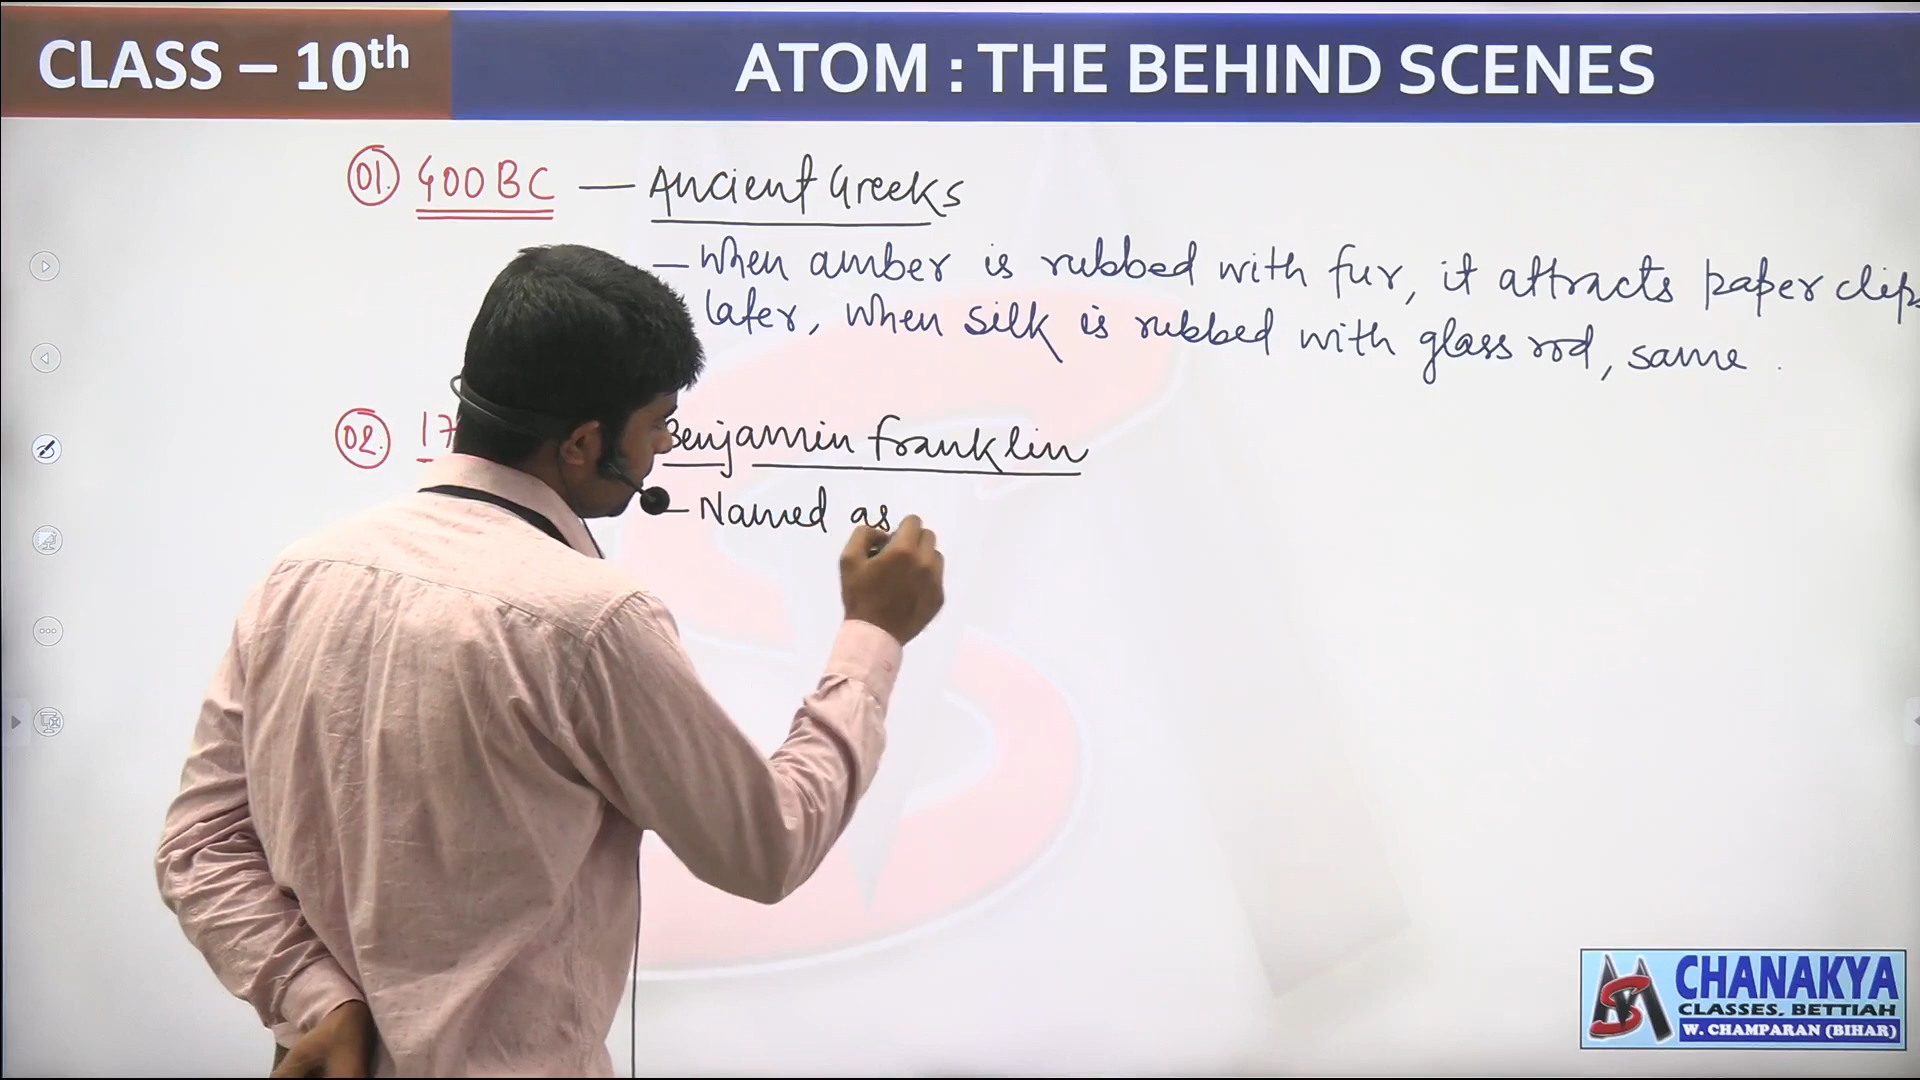 CLASS – 10th
ATOM : THE BEHIND SCENES
01. 400BC — Ancient Greeks
– When amber is rubbed with fur, it attracts paper clips
later, when silk is rubbed with glass rod, same .
02. 17 Benjamin Franklin
– Named as
CHANAKYA
CLASSES, BETTIAH
W. CHAMPARAN (BIHAR)